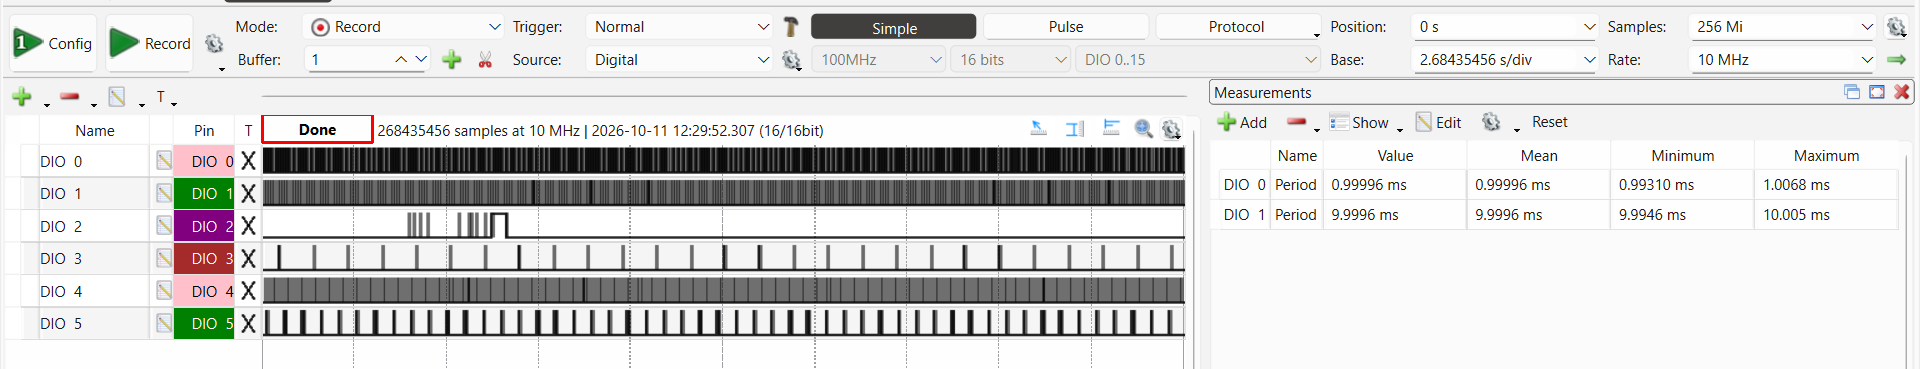 Mode: Record Trigger: Normal Simple Pulse Protocol Position: 0 s Samples: 256 Mi
1 Config Record
Buffer: 1 Source: Digital 100MHz 16 bits DIO 0..15 Base: 2.68435456 s/div Rate: 10 MHz
T
Measurements
Name Pin T Done 268435456 samples at 10 MHz | 2026-10-11 12:29:52.307 (16/16bit)
Add Show Edit Reset
Name Value Mean Minimum Maximum
DIO 0 DIO 0 X
DIO 1 DIO 1 X
DIO 2 DIO 2 X
DIO 3 DIO 3 X
DIO 4 DIO 4 X
DIO 5 DIO 5 X
DIO 0 Period 0.99996 ms 0.99996 ms 0.99310 ms 1.0068 ms
DIO 1 Period 9.9996 ms 9.9996 ms 9.9946 ms 10.005 ms